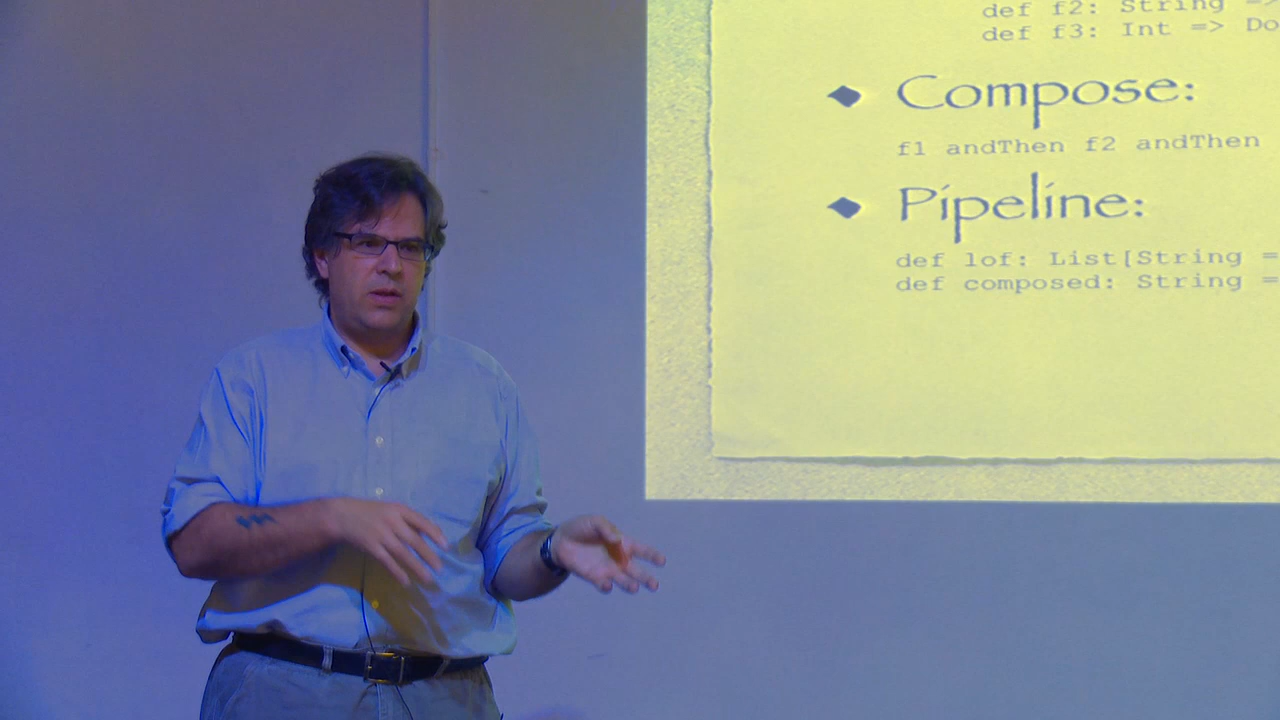 def f2: String =>
def f3: Int => Do
Compose:
f1 andThen f2 andThen
Pipeline:
def lof: List[String =
def composed: String =